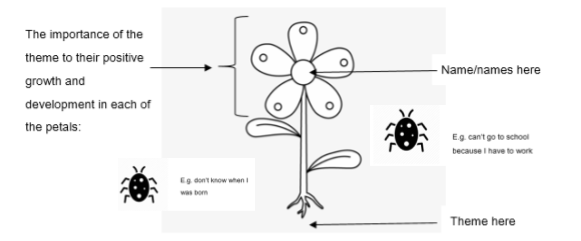 The importance of the
theme to their positive
growth and
development in each of
the petals:
Name/names here
E.g. can't go to school
because I have to work
E.g. don't know when I
was born
Theme here